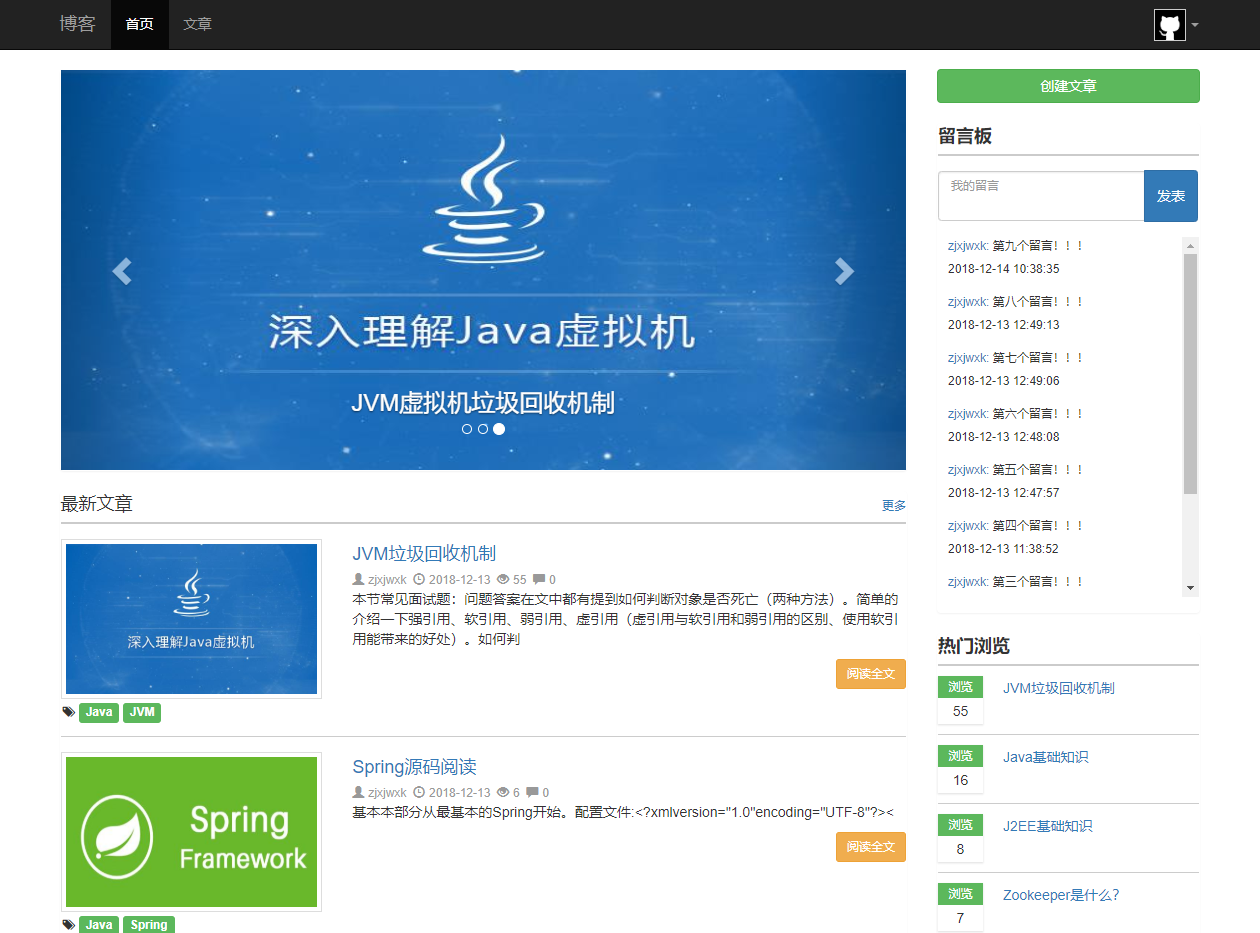 博客 首页 文章
深入理解Java虚拟机
JVM虚拟机垃圾回收机制
最新文章 更多
深入理解Java虚拟机
JVM垃圾回收机制
zjxjwxk 2018-12-13 55 0
本节常见面试题：问题答案在文中都有提到如何判断对象是否死亡（两种方法）。简单的
介绍一下强引用、软引用、弱引用、虚引用（虚引用与软引用和弱引用的区别、使用软引
用能带来的好处）。如何判
阅读全文
Java JVM
Spring
Framework
Spring源码阅读
zjxjwxk 2018-12-13 6 0
基本本部分从最基本的Spring开始。配置文件:<?xmlversion="1.0"encoding="UTF-8"?><
阅读全文
Java Spring
创建文章
留言板
我的留言
发表
zjxjwxk: 第九个留言！！！
2018-12-14 10:38:35
zjxjwxk: 第八个留言！！！
2018-12-13 12:49:13
zjxjwxk: 第七个留言！！！
2018-12-13 12:49:06
zjxjwxk: 第六个留言！！！
2018-12-13 12:48:08
zjxjwxk: 第五个留言！！！
2018-12-13 12:47:57
zjxjwxk: 第四个留言！！！
2018-12-13 11:38:52
zjxjwxk: 第三个留言！！！
热门浏览
浏览 JVM垃圾回收机制
55
浏览 Java基础知识
16
浏览 J2EE基础知识
8
浏览 Zookeeper是什么？
7